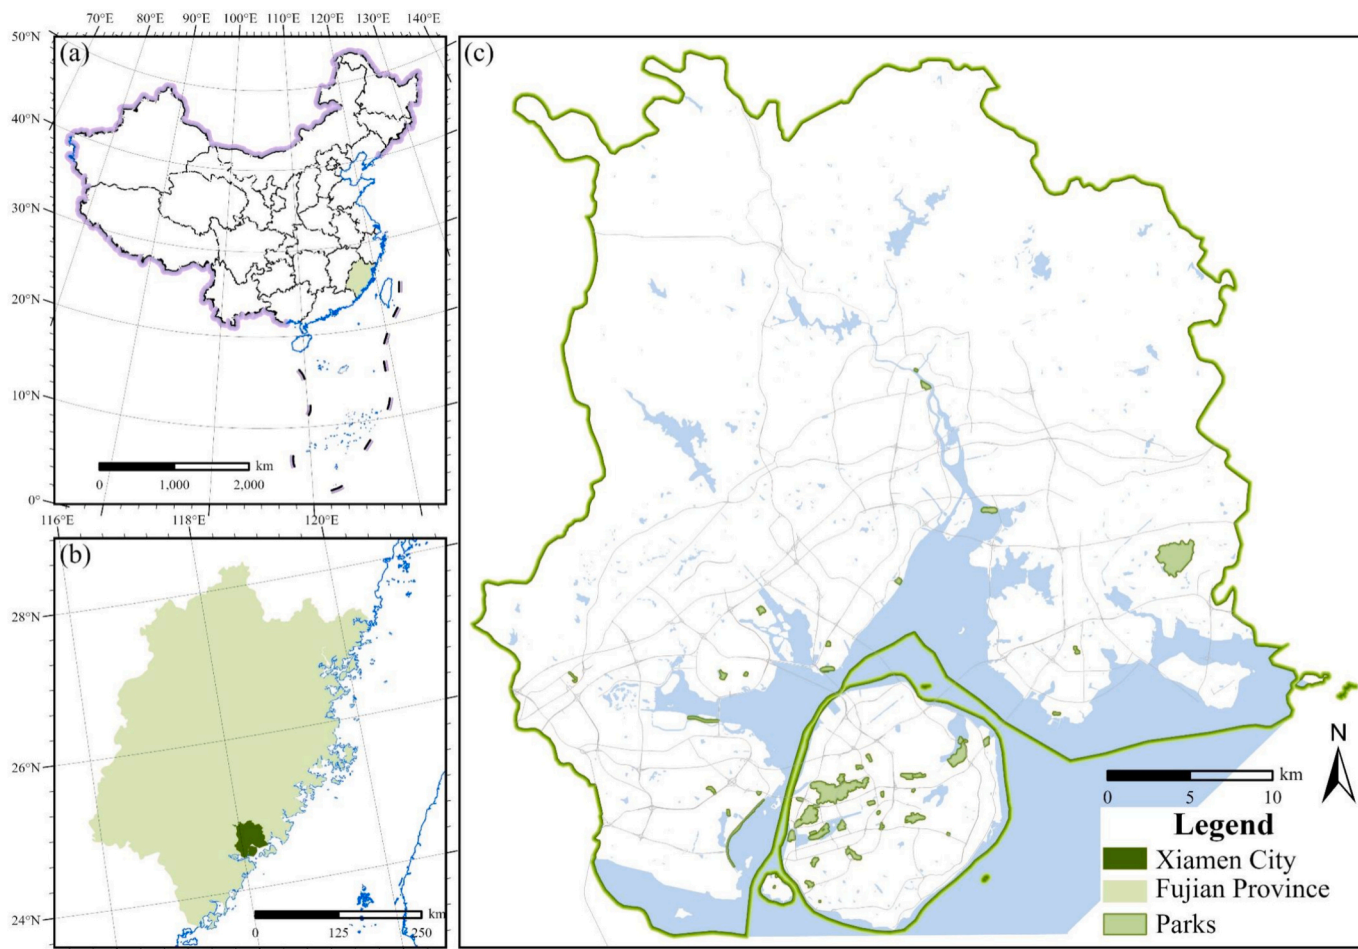 70°E 80°E 90°E 100°E 110°E 120°E 130°E 140°E
50°N
40°N
30°N
20°N
10°N
0°
(a)
km
0 1,000 2,000
116°E 118°E 120°E
28°N
26°N
24°N
(b)
km
0 125 250
(c)
N
km
0 5 10
Legend
Xiamen City
Fujian Province
Parks